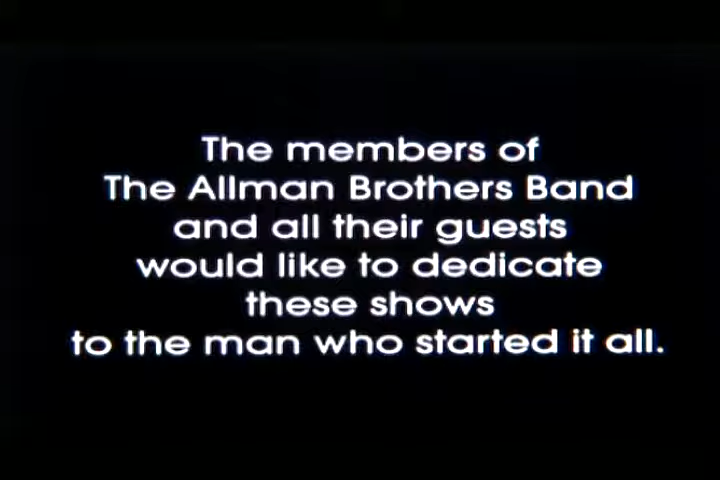 The members of
The Allman Brothers Band
and all their guests
would like to dedicate
these shows
to the man who started it all.